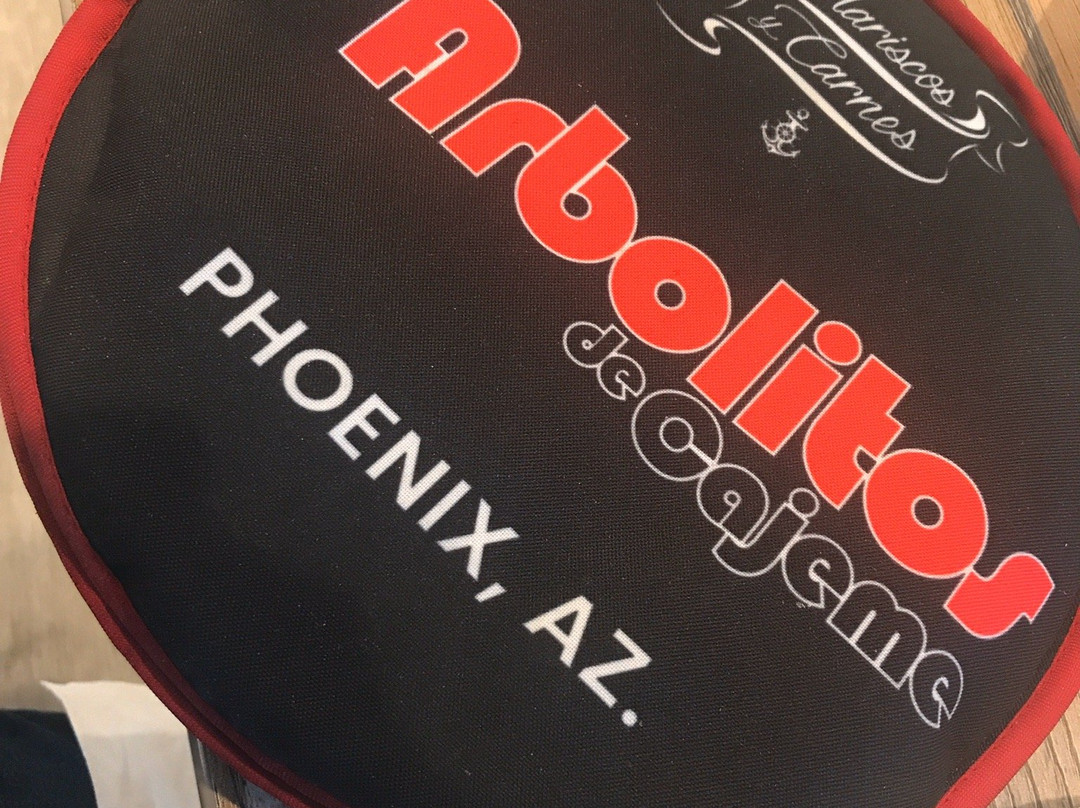 Mariscos
y Carnes
Arbolitos
de Cajeme
PHOENIX, AZ.